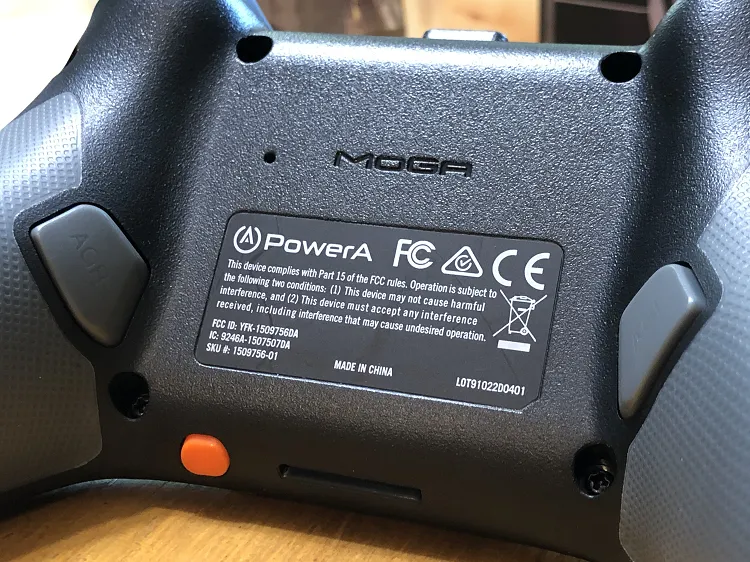 MOGA
PowerA FC CE
This device complies with Part 15 of the FCC rules. Operation is subject to
the following two conditions: (1) This device may not cause harmful
interference, and (2) This device must accept any interference
received, including interference that may cause undesired operation.
FCC ID: YFK-1509756DA
IC: 9246A-1507507DA
SKU #: 1509756-01
MADE IN CHINA
LOT91022D0401